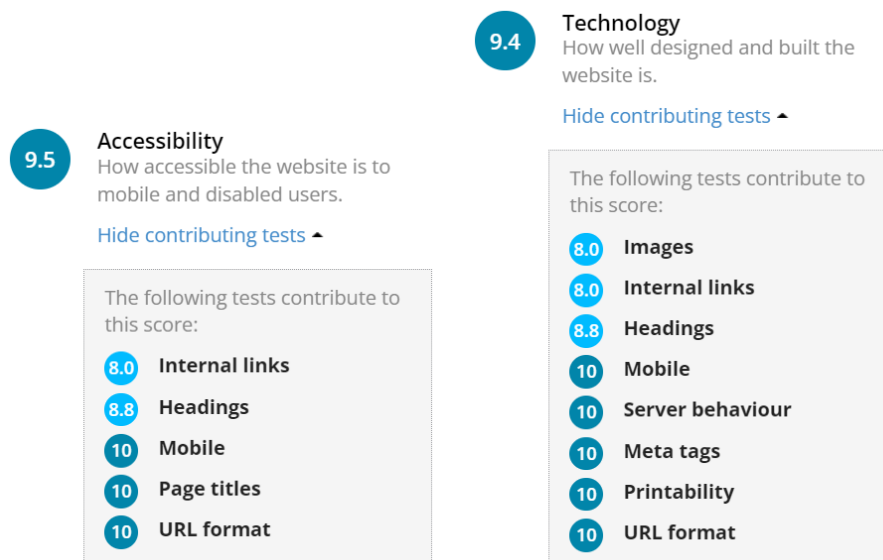 9.5
Accessibility
How accessible the website is to
mobile and disabled users.
Hide contributing tests
The following tests contribute to
this score:
8.0 Internal links
8.8 Headings
10 Mobile
10 Page titles
10 URL format
9.4
Technology
How well designed and built the
website is.
Hide contributing tests
The following tests contribute to
this score:
8.0 Images
8.0 Internal links
8.8 Headings
10 Mobile
10 Server behaviour
10 Meta tags
10 Printability
10 URL format